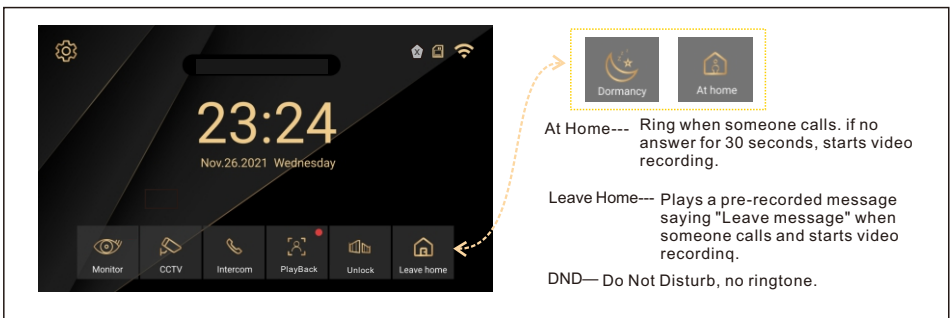 23:24
Nov.26.2021 Wednesday
Monitor
CCTV
Intercom
PlayBack
Unlock
Leave home
Dormancy
At home
At Home--- Ring when someone calls. if no
answer for 30 seconds, starts video
recording.
Leave Home--- Plays a pre-recorded message
saying "Leave message" when
someone calls and starts video
recording.
DND— Do Not Disturb, no ringtone.